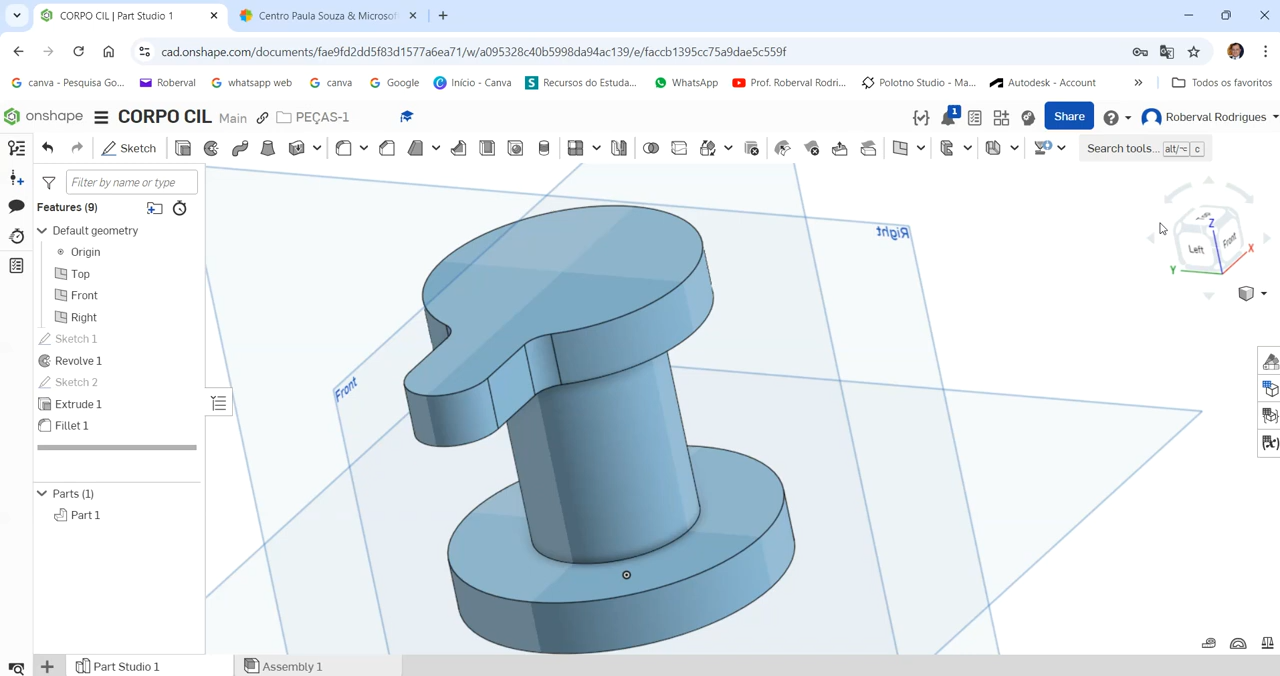 CORPO CIL | Part Studio 1
Centro Paula Souza & Microsof
cad.onshape.com/documents/fae9fd2dd5f83d1577a6ea71/w/a095328c40b5998da94ac139/e/faccb1395cc75a9dae5c559f
canva - Pesquisa Go...
Roberval
whatsapp web
canva
Google
Início - Canva
Recursos do Estuda...
WhatsApp
Prof. Roberval Rodri...
Polotno Studio - Ma...
Autodesk - Account
»
Todos os favoritos
onshape
CORPO CIL
Main
PEÇAS-1
1
Share
Roberval Rodrigues
Sketch
Search tools... alt/⌥ c
Filter by name or type
Features (9)
Default geometry
Origin
Top
Front
Right
Sketch 1
Revolve 1
Sketch 2
Extrude 1
Fillet 1
Parts (1)
Part 1
Right
Front
Z
Left
Front
X
Y
Part Studio 1
Assembly 1